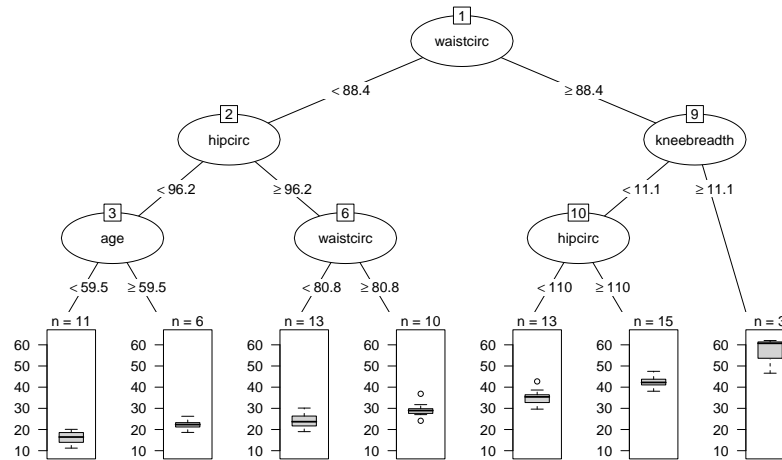 1
waistcirc
< 88.4 ≥ 88.4
2 9
hipcirc kneebreadth
< 96.2 ≥ 96.2 < 11.1 ≥ 11.1
3 6 10
age waistcirc hipcirc
< 59.5 ≥ 59.5 < 80.8 ≥ 80.8 < 110 ≥ 110
n = 11 n = 6 n = 13 n = 10 n = 13 n = 15 n = 3
60 60 60 60 60 60 60
50 50 50 50 50 50 50
40 40 40 40 40 40 40
30 30 30 30 30 30 30
20 20 20 20 20 20 20
10 10 10 10 10 10 10